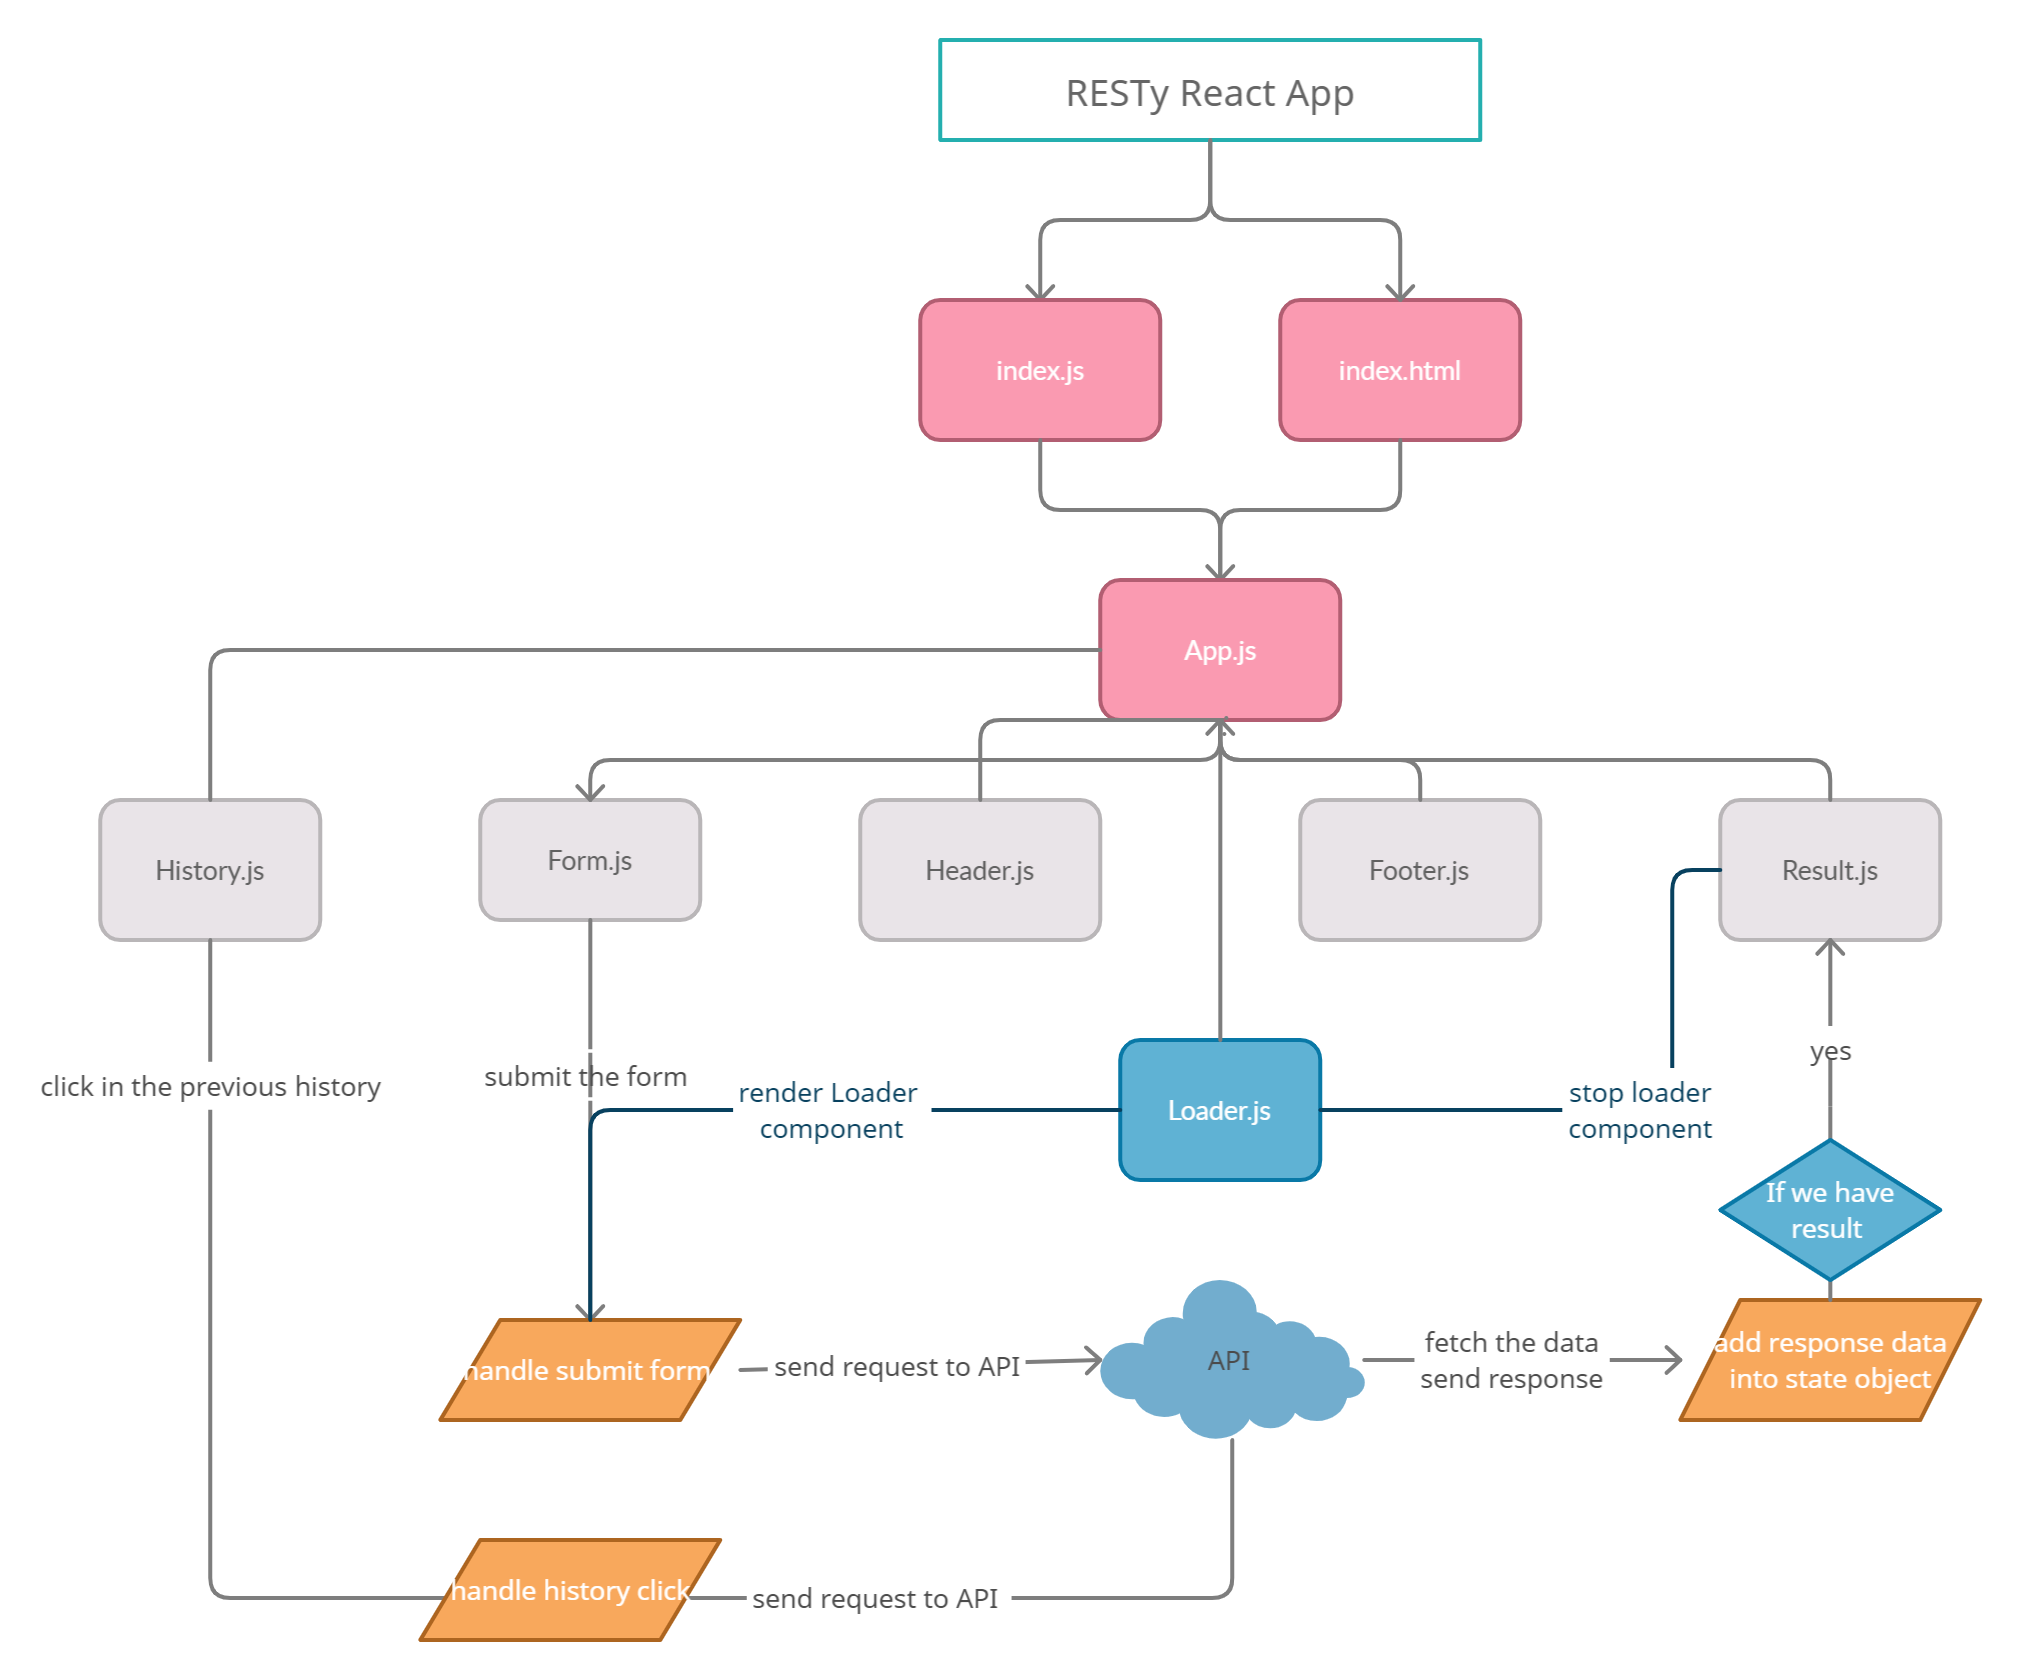 RESTy React App
index.js
index.html
App.js
History.js
Form.js
Header.js
Footer.js
Result.js
click in the previous history
submit the form
render Loader
component
Loader.js
stop loader
component
yes
If we have
result
handle submit form
send request to API
API
fetch the data
send response
add response data
into state object
handle history click
send request to API